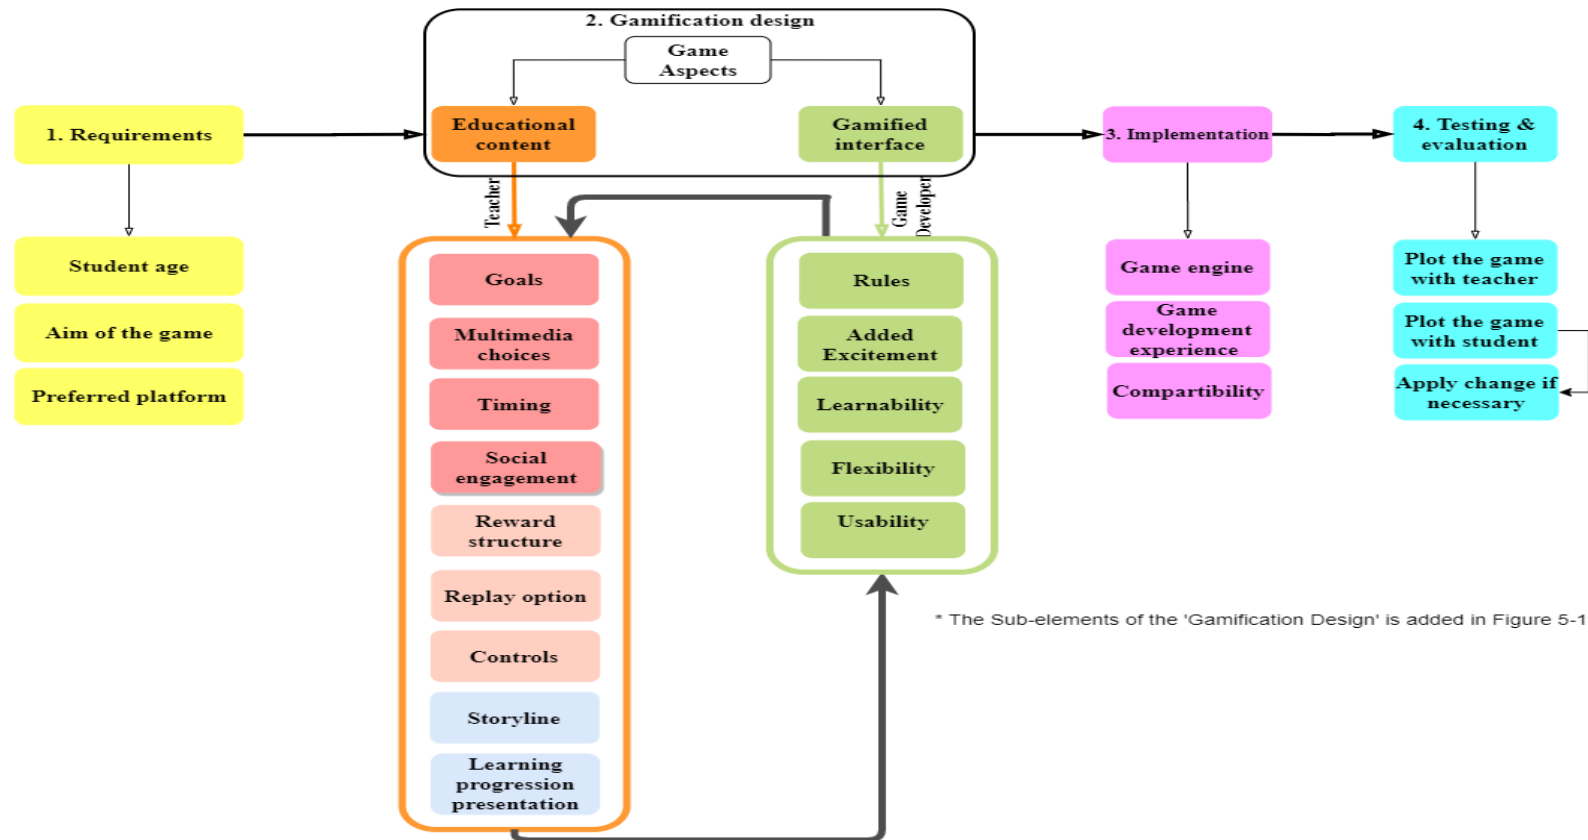 2. Gamification design
Game
Aspects
1. Requirements
Educational
content
Gamified
interface
3. Implementation
4. Testing &
evaluation
Teacher
Game
Developer
Student age
Aim of the game
Preferred platform
Goals
Multimedia
choices
Timing
Social
engagement
Reward
structure
Replay option
Controls
Storyline
Learning
progression
presentation
Rules
Added
Excitement
Learnability
Flexibility
Usability
Game engine
Game
development
experience
Compartibility
Plot the game
with teacher
Plot the game
with student
Apply change if
necessary
* The Sub-elements of the 'Gamification Design' is added in Figure 5-1